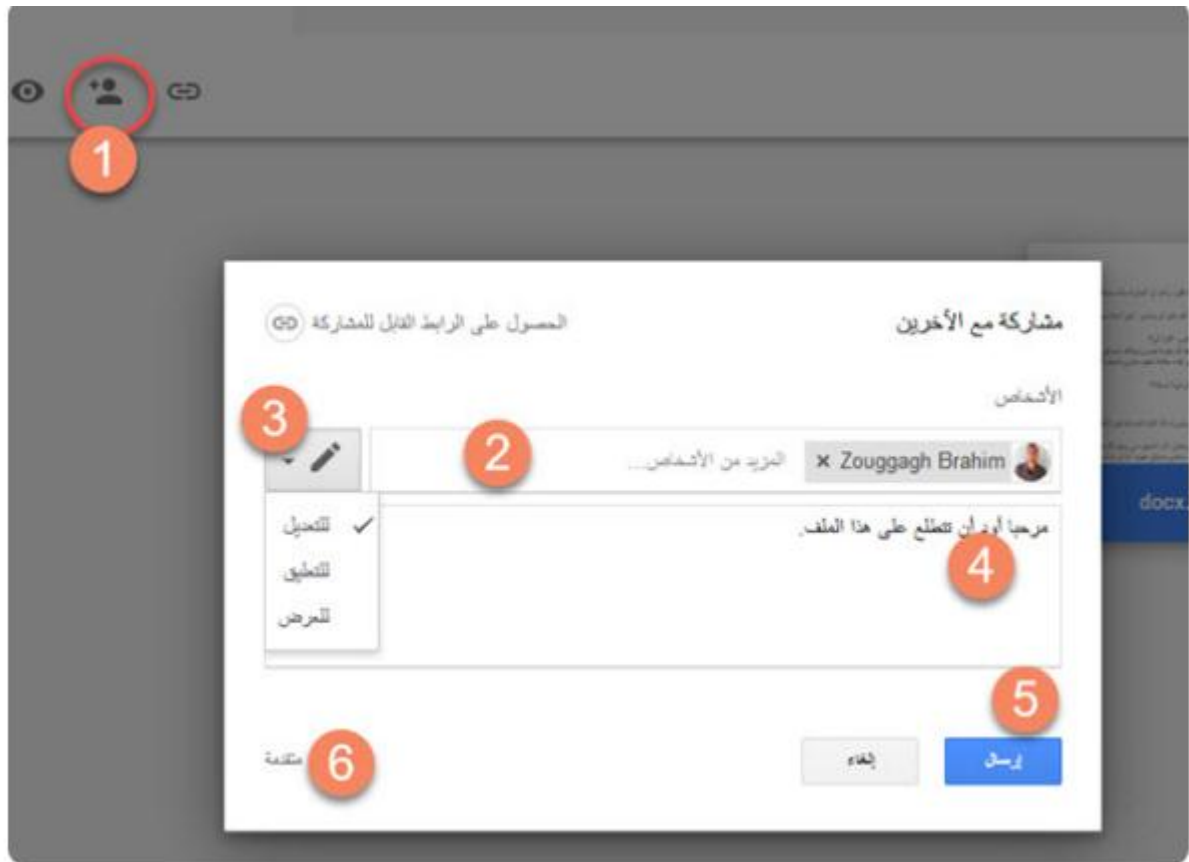 1
مشاركة مع الأخرين
الحصول على الرابط القابل للمشاركة
الأشخاص
3
Zouggagh Brahim ×
المزيد من الأشخاص...
2
للتعديل
للتعليق
للعرض
مرحبا أود أن تتطلع على هذا الملف.
4
docx.
5
إرسال
إلغاء
6
متقدمة